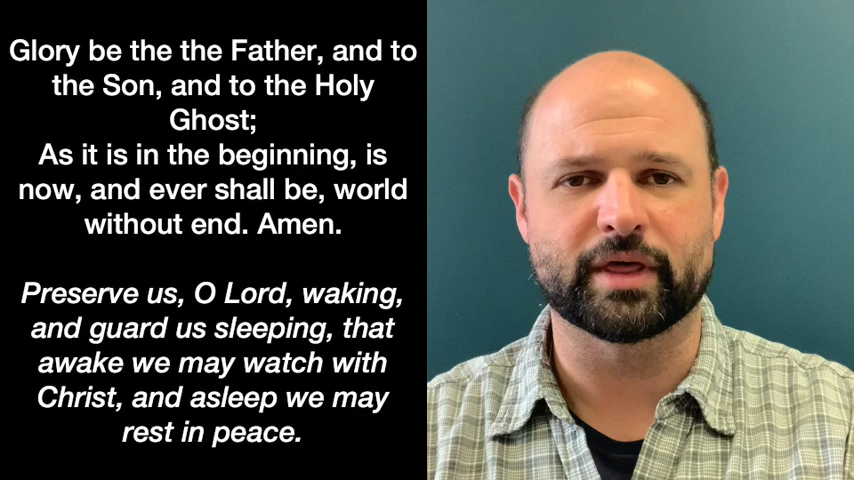 Glory be the the Father, and to
the Son, and to the Holy
Ghost;
As it is in the beginning, is
now, and ever shall be, world
without end. Amen.
Preserve us, O Lord, waking,
and guard us sleeping, that
awake we may watch with
Christ, and asleep we may
rest in peace.